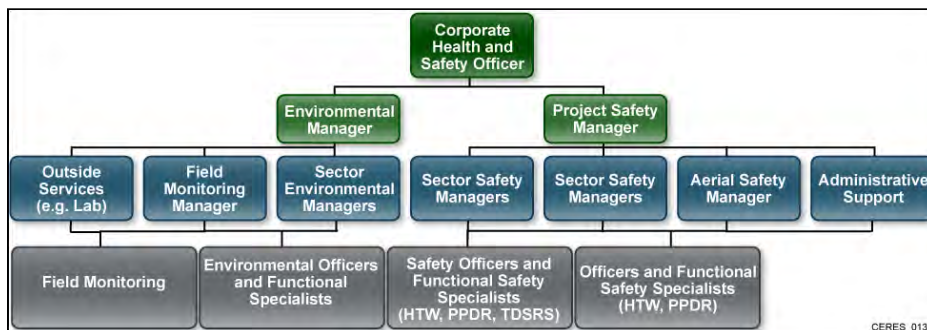 Corporate
Health and
Safety Officer
Environmental
Manager
Project Safety
Manager
Outside
Services
(e.g. Lab)
Field
Monitoring
Manager
Sector
Environmental
Managers
Sector Safety
Managers
Sector Safety
Managers
Aerial Safety
Manager
Administrative
Support
Field Monitoring
Environmental Officers
and Functional
Specialists
Safety Officers and
Functional Safety
Specialists
(HTW, PPDR, TDSRS)
Officers and Functional
Safety Specialists
(HTW, PPDR)
CERES_013